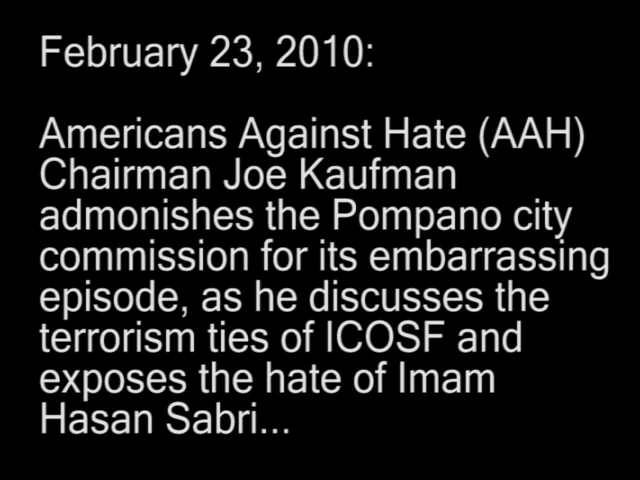 February 23, 2010:
Americans Against Hate (AAH)
Chairman Joe Kaufman
admonishes the Pompano city
commission for its embarrassing
episode, as he discusses the
terrorism ties of ICOSF and
exposes the hate of Imam
Hasan Sabri...